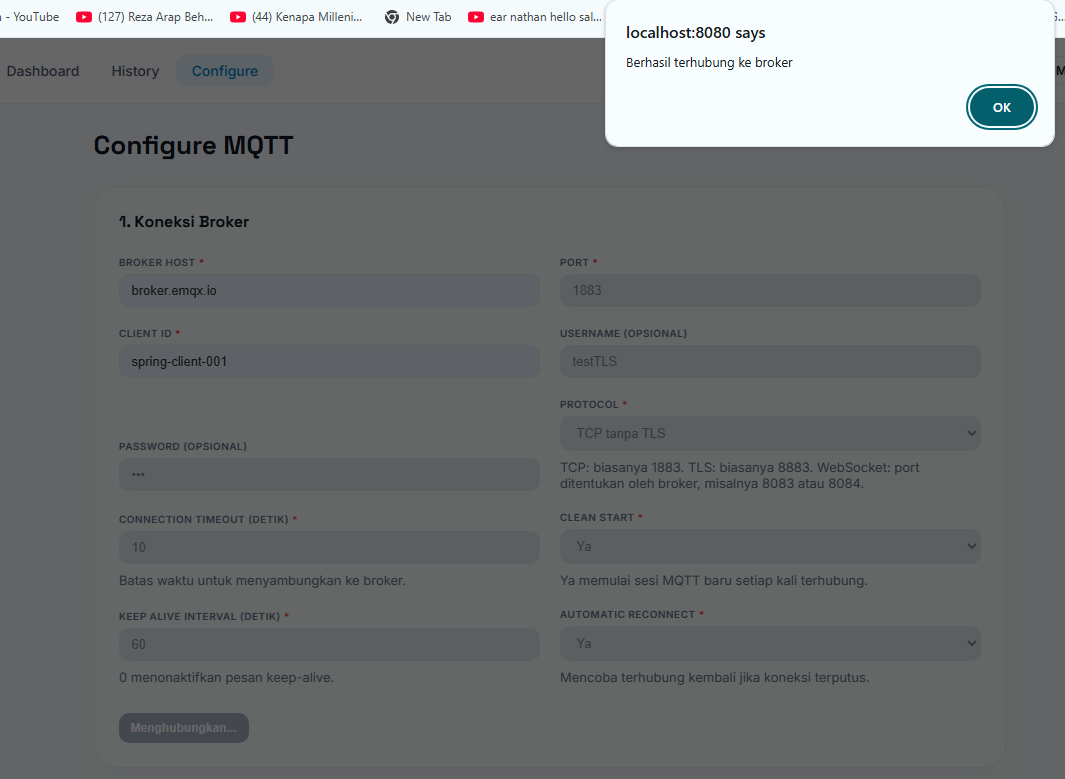 - YouTube
(127) Reza Arap Beh...
(44) Kenapa Milleni...
New Tab
ear nathan hello sal...
localhost:8080 says
Berhasil terhubung ke broker
OK
Dashboard
History
Configure
Configure MQTT
1. Koneksi Broker
BROKER HOST *
broker.emqx.io
PORT *
1883
CLIENT ID *
spring-client-001
USERNAME (OPSIONAL)
testTLS
PROTOCOL *
TCP tanpa TLS
TCP: biasanya 1883. TLS: biasanya 8883. WebSocket: port
ditentukan oleh broker, misalnya 8083 atau 8084.
PASSWORD (OPSIONAL)
•••
CONNECTION TIMEOUT (DETIK) *
10
Batas waktu untuk menyambungkan ke broker.
CLEAN START *
Ya
Ya memulai sesi MQTT baru setiap kali terhubung.
KEEP ALIVE INTERVAL (DETIK) *
60
0 menonaktifkan pesan keep-alive.
AUTOMATIC RECONNECT *
Ya
Mencoba terhubung kembali jika koneksi terputus.
Menghubungkan...